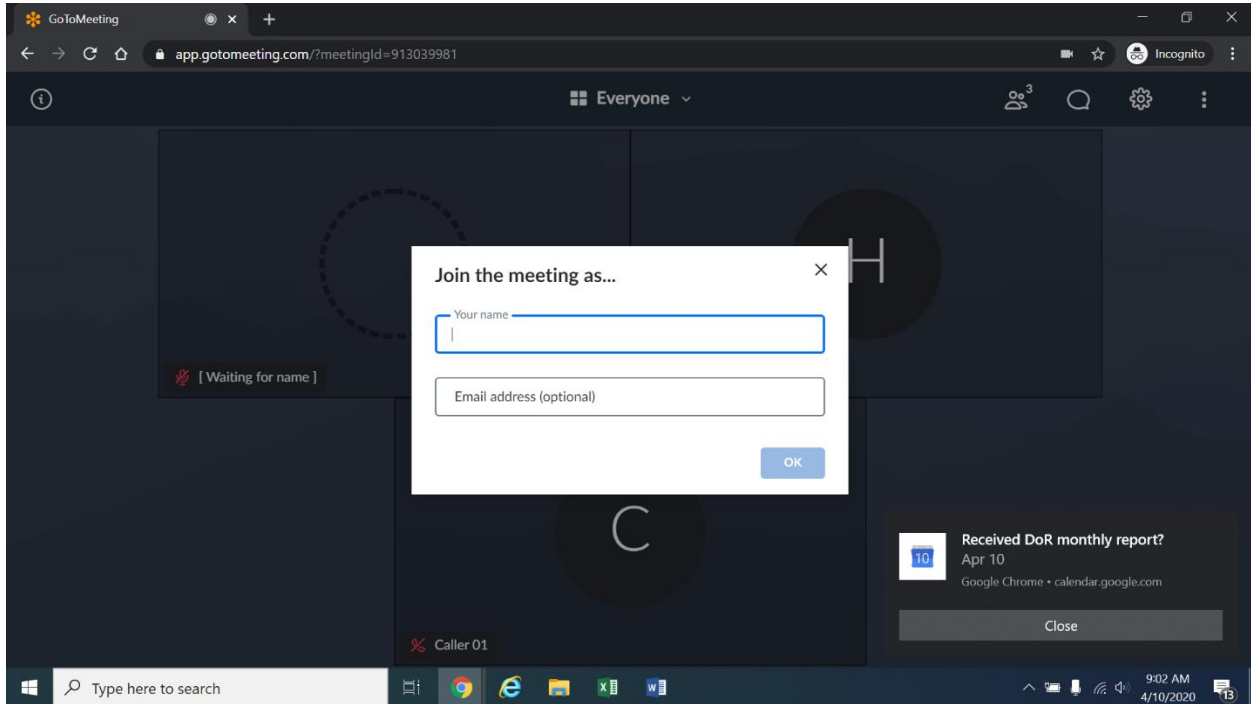 GoToMeeting
app.gotomeeting.com/?meetingId=913039981
Incognito
Everyone
3
H
[ Waiting for name ]
Join the meeting as...
Your name
Email address (optional)
OK
C
Caller 01
10
Received DoR monthly report?
Apr 10
Google Chrome • calendar.google.com
Close
Type here to search
9:02 AM
4/10/2020
13